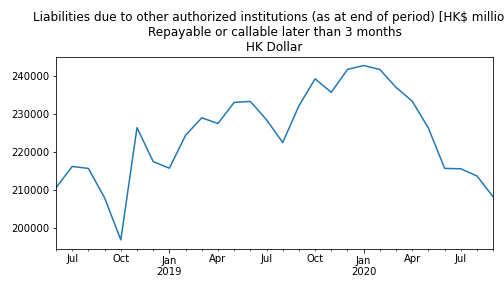 Liabilities due to other authorized institutions (as at end of period) [HK$ millio
Repayable or callable later than 3 months
HK Dollar
240000
230000
220000
210000
200000
Jul Oct Jan Apr Jul Oct Jan Apr Jul
2019 2020